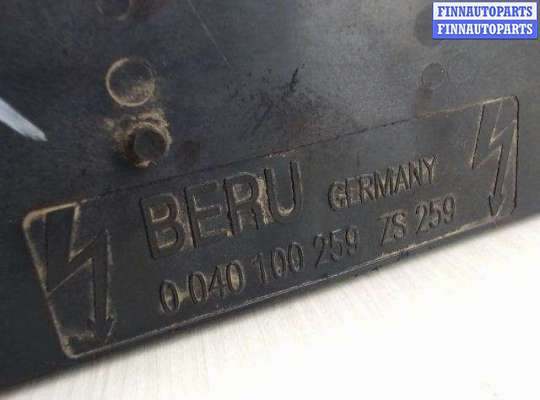 FINNAUTOPARTS
FINNAUTOPARTS
BERU GERMANY
0 040 100 259 ZS 259